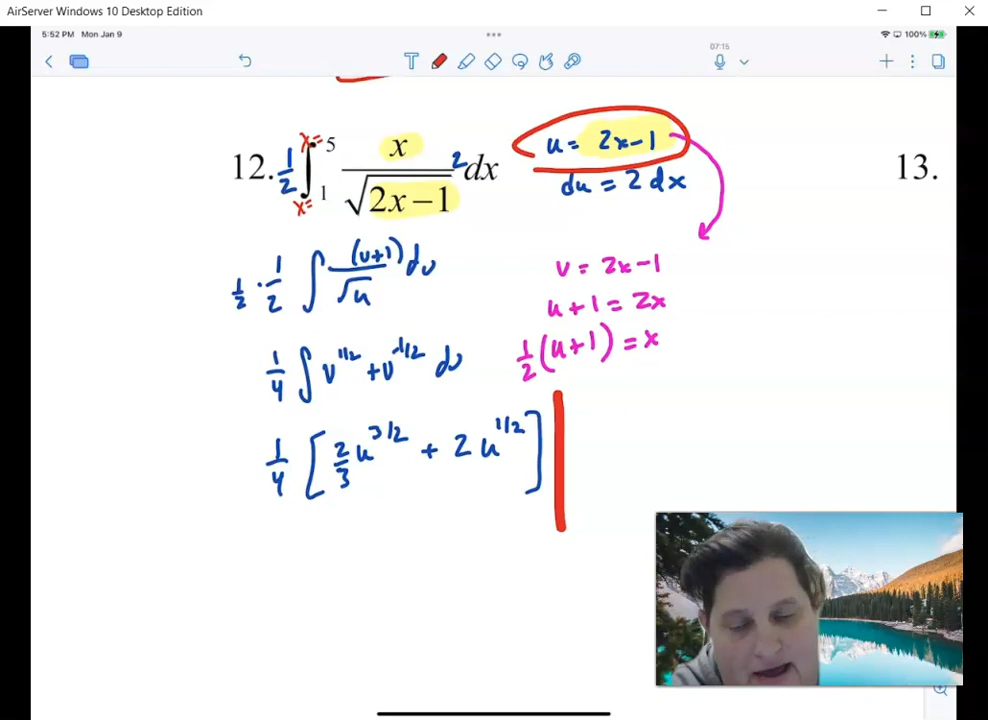 AirServer Windows 10 Desktop Edition
5:52 PM Mon Jan 9
100%
07:15
T
12. 1/2 ∫ x=1 x=5 x/√(2x−1) 2 dx
u = 2x−1
du = 2 dx
13.
1/2 · 1/2 ∫ (u+1)/√u du
u = 2x−1
u+1 = 2x
1/2(u+1) = x
1/4 ∫ u^1/2 + u^-1/2 du
1/4 [2/3 u^3/2 + 2u^1/2] |